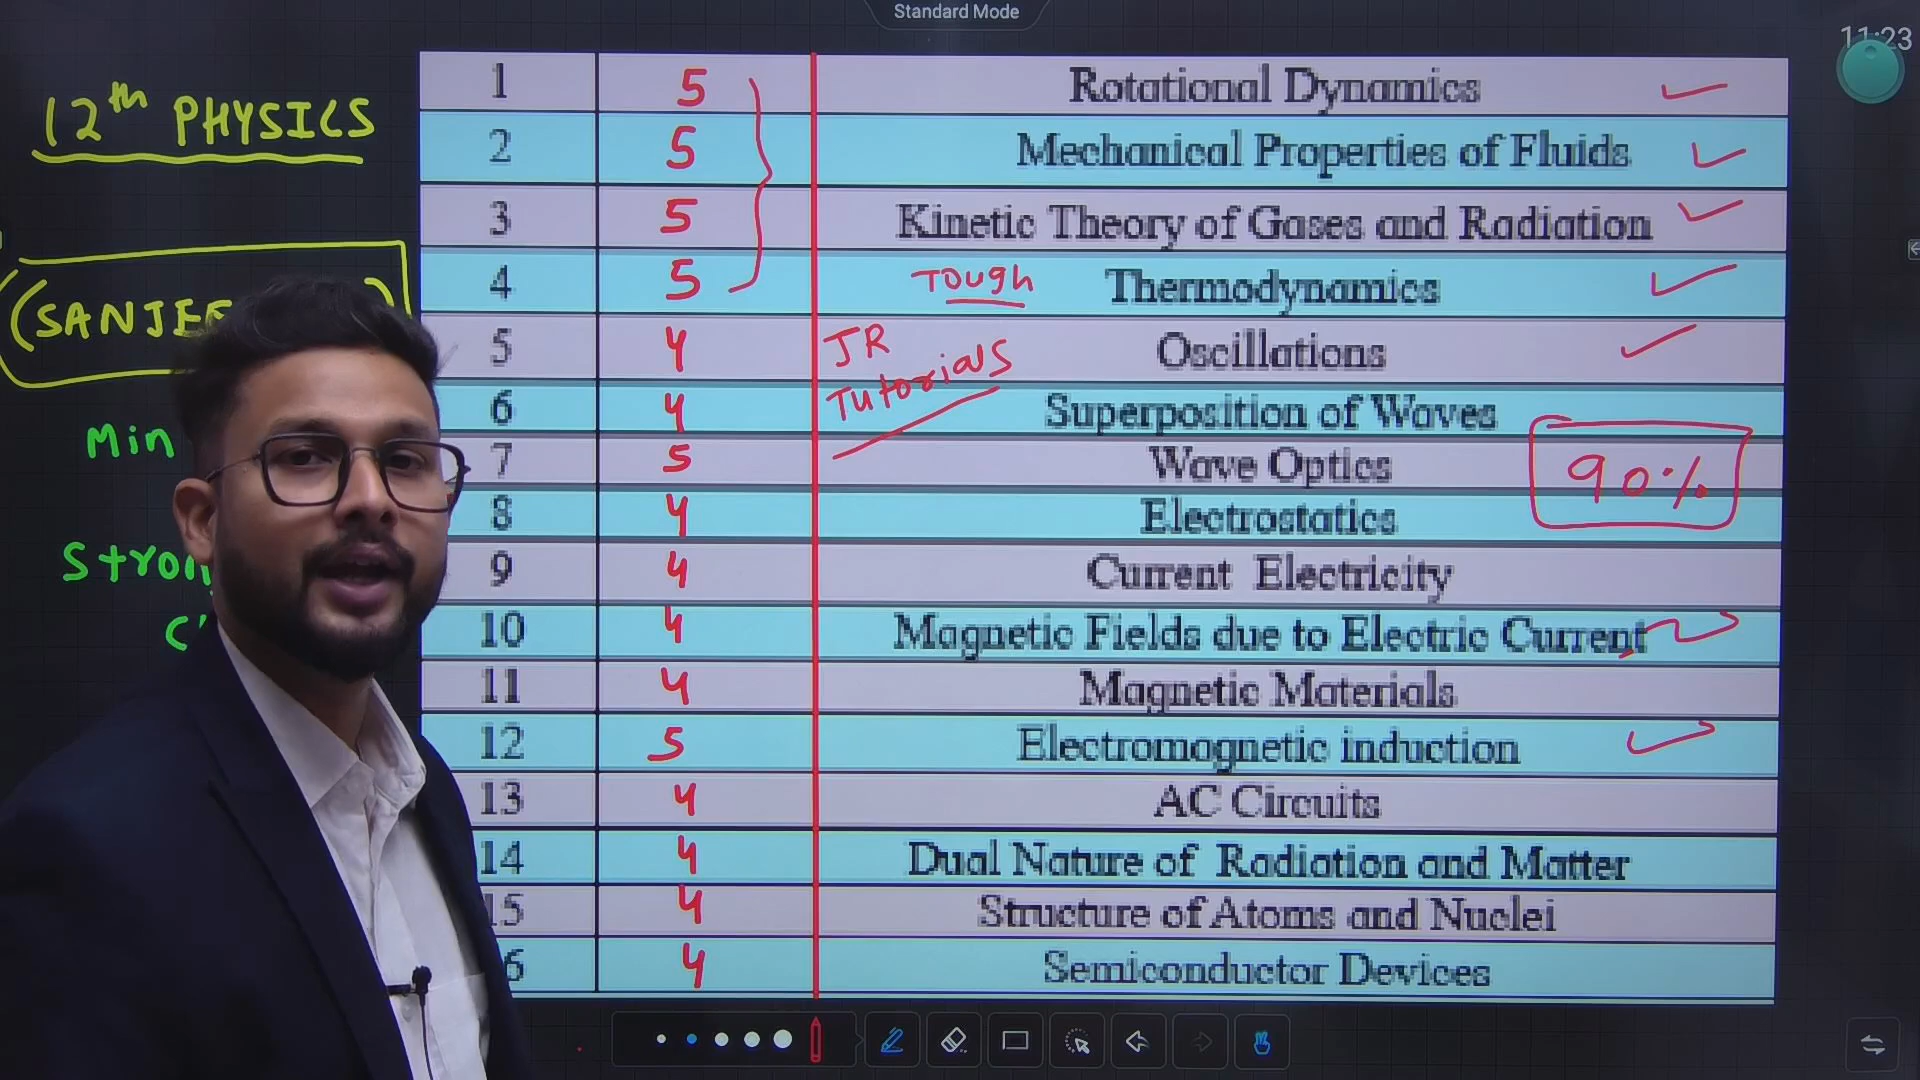 Standard Mode
11:23
12th PHYSICS
(SANJEE
Min
Strong
1 5 Rotational Dynamics
2 5 Mechanical Properties of Fluids
3 5 Kinetic Theory of Gases and Radiation
4 5 TOUGH Thermodynamics
5 4 JR Oscillations
6 4 Tutorials Superposition of Waves
7 5 Wave Optics
90%
8 4 Electrostatics
9 4 Current Electricity
10 4 Magnetic Fields due to Electric Current
11 4 Magnetic Materials
12 5 Electromagnetic induction
13 4 AC Circuits
14 4 Dual Nature of Radiation and Matter
15 4 Structure of Atoms and Nuclei
6 4 Semiconductor Devices